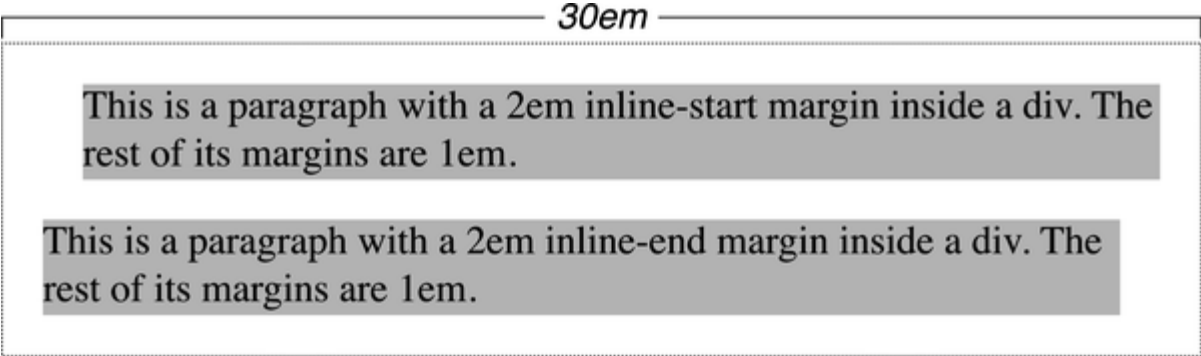 30em
This is a paragraph with a 2em inline-start margin inside a div. The
rest of its margins are 1em.
This is a paragraph with a 2em inline-end margin inside a div. The
rest of its margins are 1em.